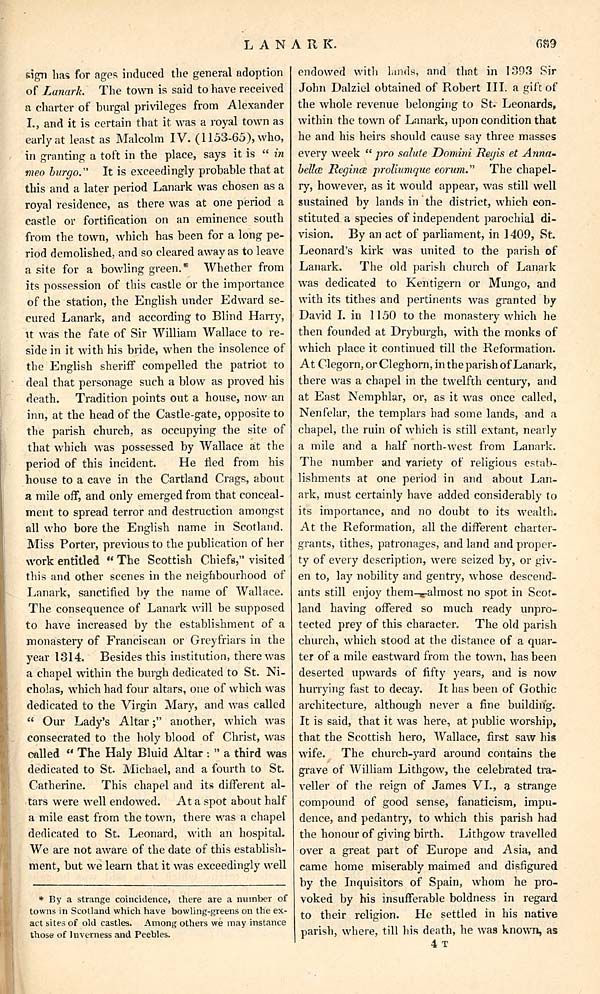 LANARK.
689
sign has for ages induced the general adoption
of Lanark. The town is said to have received
a charter of burgal privileges from Alexander
I., and it is certain that it was a royal town as
early at least as Malcolm IV. (1153-65), who,
in granting a toft in the place, says it is " in
meo burgo." It is exceedingly probable that at
this and a later period Lanark was chosen as a
royal residence, as there was at one period a
castle or fortification on an eminence south
from the town, which has been for a long pe-
riod demolished, and so cleared away as to leave
a site for a bowling green.* Whether from
its possession of this castle or the importance
of the station, the English under Edward se-
cured Lanark, and according to Blind Harry,
it was the fate of Sir William Wallace to re-
side in it with his bride, when the insolence of
the English sheriff compelled the patriot to
deal that personage such a blow as proved his
death. Tradition points out a house, now an
inn, at the head of the Castle-gate, opposite to
the parish church, as occupying the site of
that which was possessed by Wallace at the
period of this incident. He fled from his
house to a cave in the Cartland Crags, about
a mile off, and only emerged from that conceal-
ment to spread terror and destruction amongst
all who bore the English name in Scotland.
Miss Porter, previous to the publication of her
work entitled " The Scottish Chiefs," visited
this and other scenes in the neighbourhood of
Lanark, sanctified by the name of Wallace.
The consequence of Lanark will be supposed
to have increased by the establishment of a
monastery of Franciscan or Greyfriars in the
year 1314. Besides this institution, there was
a chapel within the burgh dedicated to St. Ni-
cholas, which had four altars, one of which was
dedicated to the Virgin Mary, and was called
" Our Lady's Altar;" another, which was
consecrated to the holy blood of Christ, was
called " The Haly Bluid Altar : " a third was
dedicated to St. Michael, and a fourth to St.
Catherine. This chapel and its different al-
tars were well endowed. At a spot about half
a mile east from the town, there was a chapel
dedicated to St. Leonard, with an hospital.
We are not aware of the date of this establish-
ment, but we learn that it was exceedingly well
* By a strange coincidence, there are a number of
towns in Scotland which have bowling-greens on the ex-
act sites of old castles. Among others we may instance
those of Inverness and Peebles.
endowed with lands, and that in 1393 Sir
John Dalziel obtained of Robert III. a gift of
the whole revenue belonging to St. Leonards,
within the town of Lanark, upon condition that
he and his heirs should cause say three masses
every week " pro salute Domini Regis et Anna-
bellæ Reginæ proliumque eorum." The chapel-
ry, however, as it would appear, was still well
sustained by lands in the district, which con-
stituted a species of independent parochial di-
vision. By an act of parliament, in 1409, St.
Leonard's kirk was united to the parish of
Lanark. The old parish church of Lanark
was dedicated to Kentigern or Mungo, and
with its tithes and pertinents was granted by
David I. in 1150 to the monastery which he
then founded at Dryburgh, with the monks of
which place it continued till the Reformation.
At Clegorn, or Cleghorn, in the parish of Lanark,
there was a chapel in the twelfth century, and
at East Nemphlar, or, as it was once called,
Nenfelar, the templars had some lands, and a
chapel, the ruin of which is still extant, nearly
a mile and a half north-west from Lanark.
The number and variety of religious estab-
lishments at one period in and about Lan-
ark, must certainly have added considerably to
its importance, and no doubt to its wealth.
At the Reformation, all the different charter-
grants, tithes, patronages, and land and proper-
ty of every description, were seized by, or giv-
en to, lay nobility and gentry, whose descend-
ants still enjoy them—almost no spot in Scot-
land having offered so much ready unpro-
tected prey of this character. The old parish
church, which stood at the distance of a quar-
ter of a mile eastward from the town, has been
deserted upwards of fifty years, and is now
hurrying fast to decay. It has been of Gothic
architecture, although never a fine building.
It is said, that it was here, at public worship,
that the Scottish hero, Wallace, first saw his
wife. The church-yard around contains the
grave of William Lithgow, the celebrated tra-
veller of the reign of James VI., a strange
compound of good sense, fanaticism, impu-
dence, and pedantry, to which this parish had
the honour of giving birth. Lithgow travelled
over a great part of Europe and Asia, and
came home miserably maimed and disfigured
by the Inquisitors of Spain, whom he pro-
voked by his insufferable boldness in regard
to their religion. He settled in his native
parish, where, till his death, he was known, as
4 T